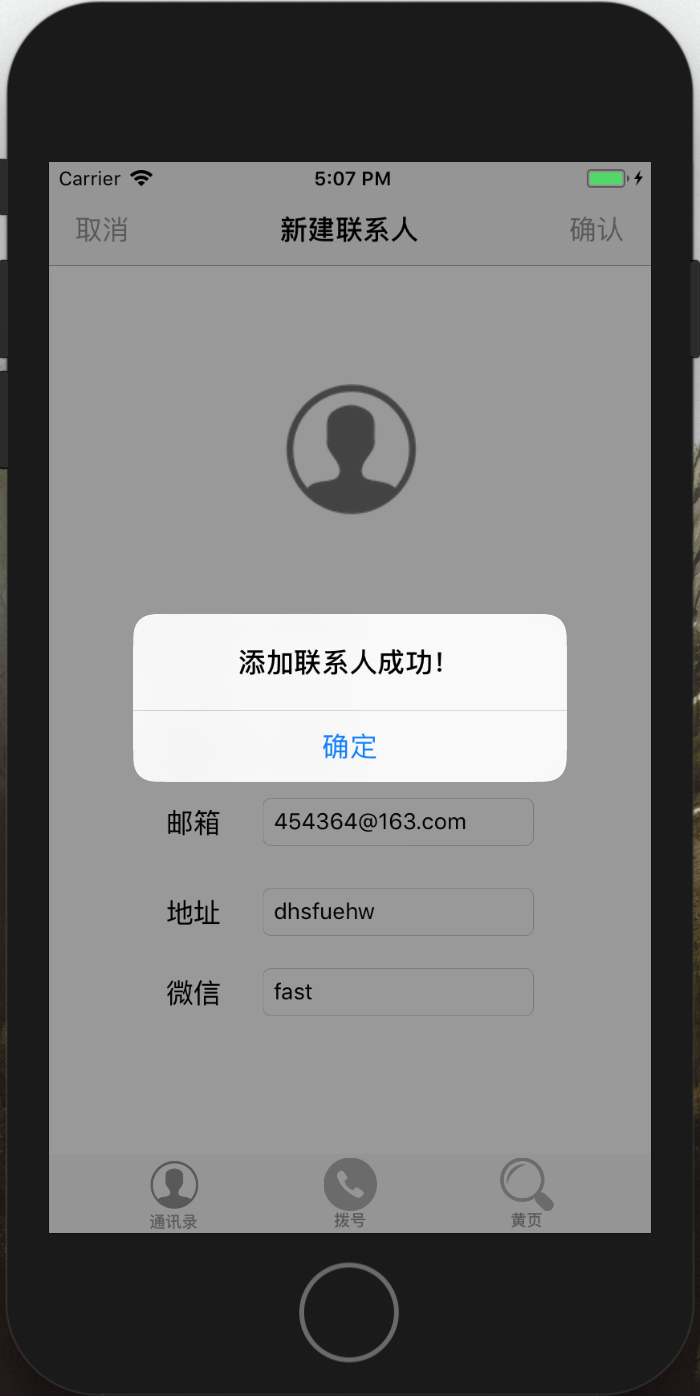 Carrier 5:07 PM
取消 新建联系人 确认
添加联系人成功!
确定
邮箱 454364@163.com
地址 dhsfuehw
微信 fast
通讯录 拨号 黄页